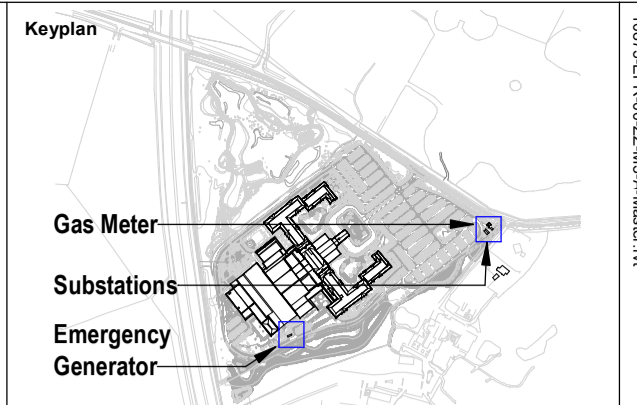 Keyplan
Gas Meter
Substations
Emergency
Generator